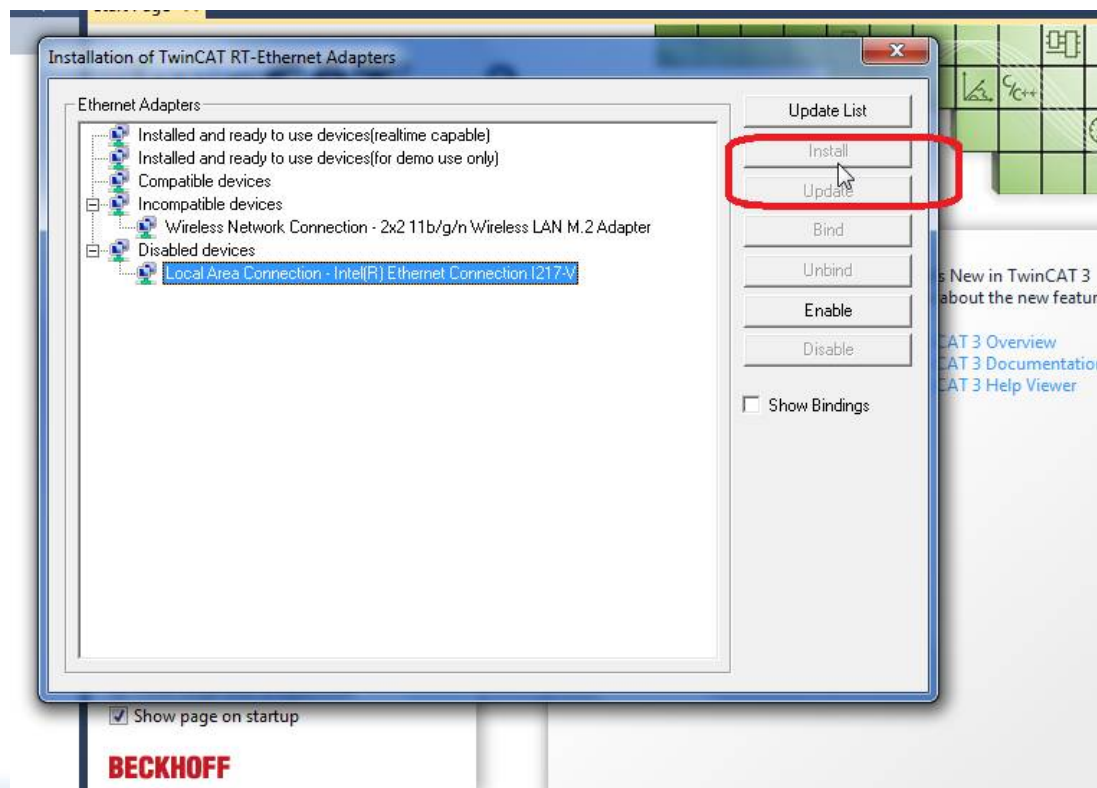 Start Page
Installation of TwinCAT RT-Ethernet Adapters
Ethernet Adapters
Installed and ready to use devices(realtime capable)
Installed and ready to use devices(for demo use only)
Compatible devices
Incompatible devices
Wireless Network Connection - 2x2 11b/g/n Wireless LAN M.2 Adapter
Disabled devices
Local Area Connection - Intel(R) Ethernet Connection I217-V
Update List
Install
Update
Bind
Unbind
Enable
Disable
Show Bindings
C/C++
New in TwinCAT 3
about the new
CAT 3 Overview
CAT 3
CAT 3 Help Viewer
Show page on startup
BECKHOFF